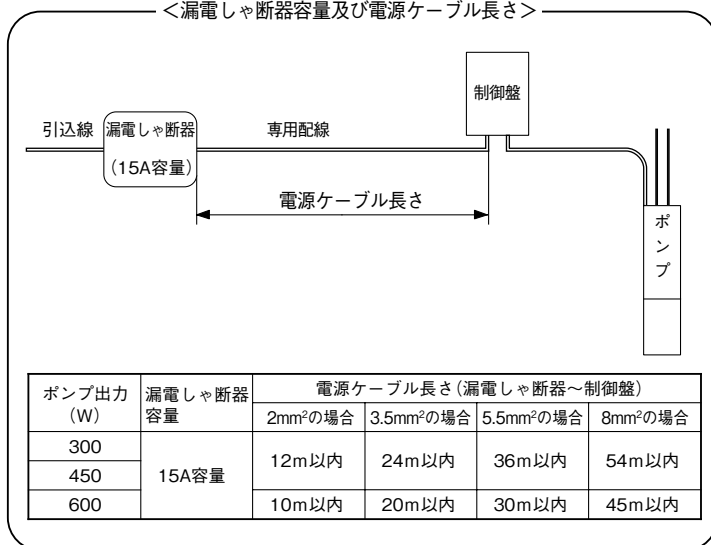 ＜漏電しゃ断器容量及び電源ケーブル長さ＞
制御盤
引込線 漏電しゃ断器 専用配線
(15A容量)
電源ケーブル長さ
ポンプ
ポンプ出力(W) 漏電しゃ断器容量 電源ケーブル長さ(漏電しゃ断器～制御盤)
2mm²の場合 3.5mm²の場合 5.5mm²の場合 8mm²の場合
300
450 15A容量 12m以内 24m以内 36m以内 54m以内
600 10m以内 20m以内 30m以内 45m以内